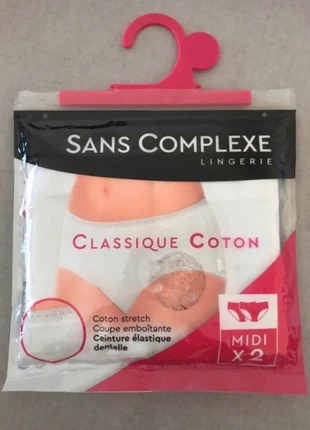 SANS COMPLEXE
LINGERIE
CLASSIQUE COTON
Coton stretch
Coupe emboîtante
Ceinture élastique
dentelle
MIDI
X 2